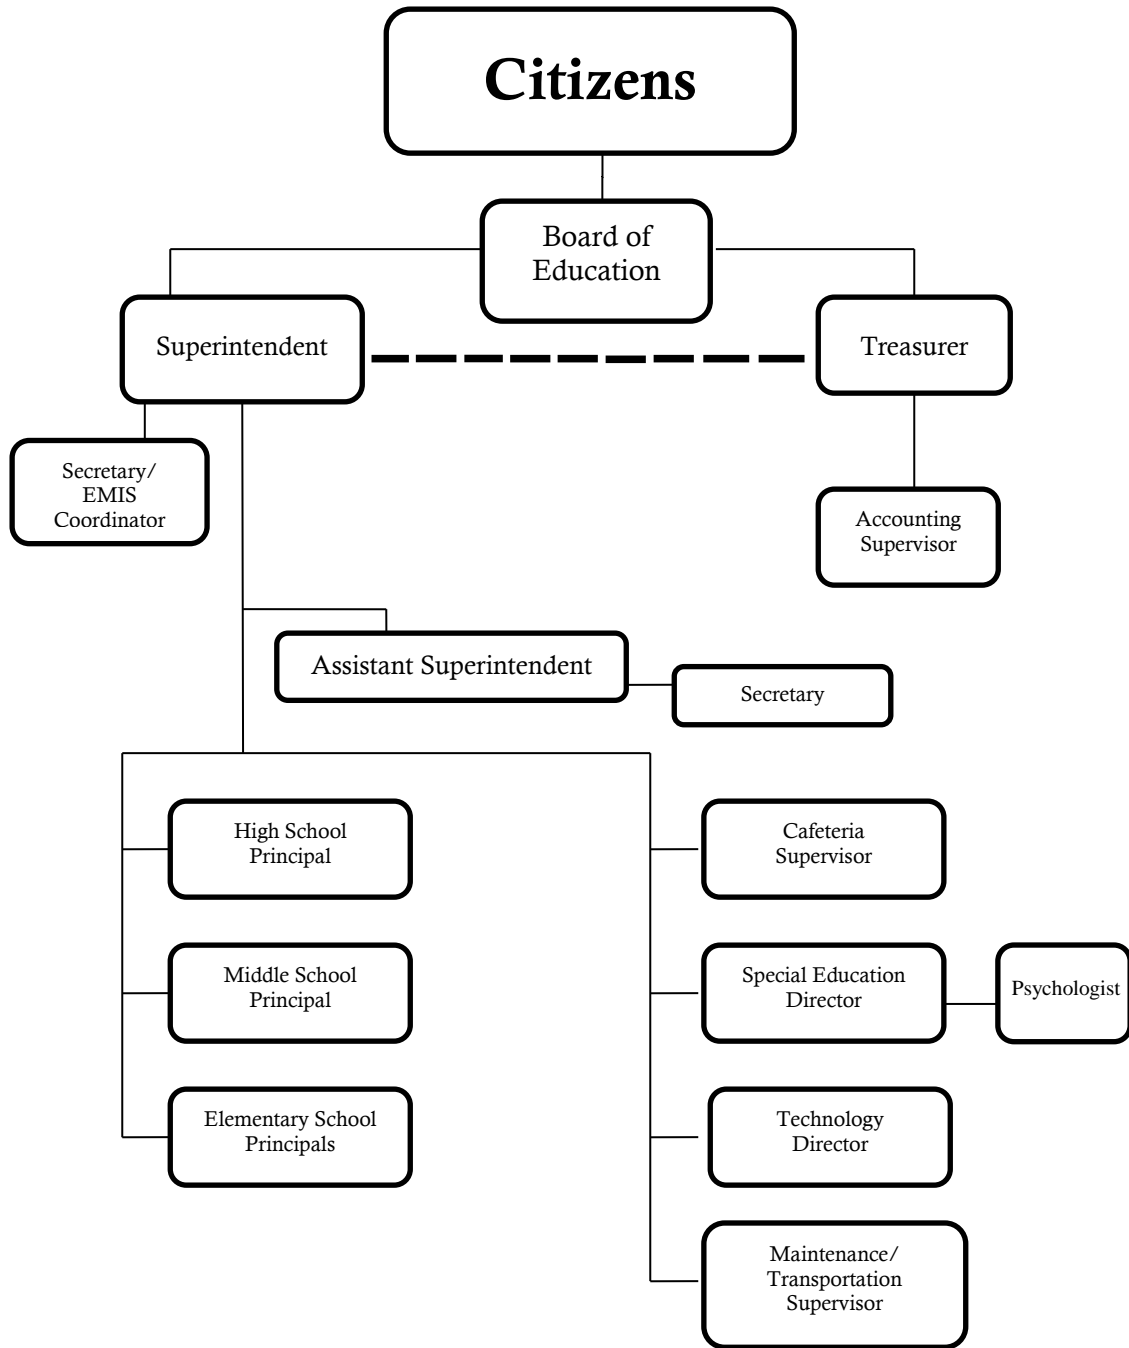 Citizens
Board of
Education
Superintendent
Treasurer
Secretary/
EMIS
Coordinator
Accounting
Supervisor
Assistant Superintendent
Secretary
High School
Principal
Cafeteria
Supervisor
Middle School
Principal
Special Education
Director
Psychologist
Elementary School
Principals
Technology
Director
Maintenance/
Transportation
Supervisor